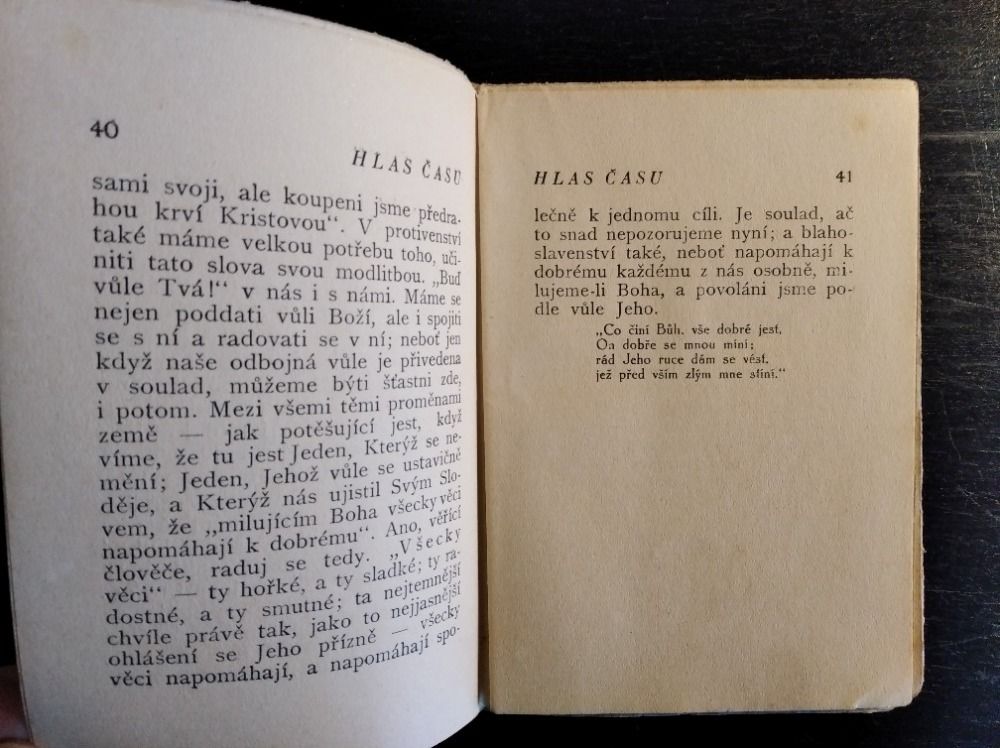 40
HLAS ČASU
sami svoji, ale koupeni jsme předra-
hou krví Kristovou“. V protivenství
také máme velkou potřebu toho, uči-
niti tato slova svou modlitbou. „Buď
vůle Tvá!“ v nás i s námi. Máme se
nejen poddati vůli Boží, ale i spojiti
se s ní a radovati se v ní; neboť jen
když naše odbojná vůle je přivedena
v soulad, můžeme býti šťastni zde,
i potom. Mezi všemi těmi proměnami
země — jak potěšující jest, když
víme, že tu jest Jeden, Kterýž se ne-
mění; Jeden, Jehož vůle se ustavičně
děje, a Kterýž nás ujistil Svým Slo-
vem, že „milujícím Boha všecky věci
napomáhají k dobrému“. Ano, věřící
člověče, raduj se tedy. „Všecky
věci“ — ty hořké, a ty sladké; ty ra-
dostné, a ty smutné; ta nejtemnější
chvíle právě tak, jako to nejjasnější
ohlášení se Jeho přízně — všecky
věci napomáhají, a napomáhají spo-
HLAS ČASU 41
lečně k jednomu cíli. Je soulad, ač
to snad nepozorujeme nyní; a blaho-
slavenství také, neboť napomáhají k
dobrému každému z nás osobně, mi-
lujeme-li Boha, a povoláni jsme po-
dle vůle Jeho.
„Co činí Bůh, vše dobré jest,
On dobře se mnou míní;
rád Jeho ruce dám se vést,
jež před vším zlým mne stíní.“